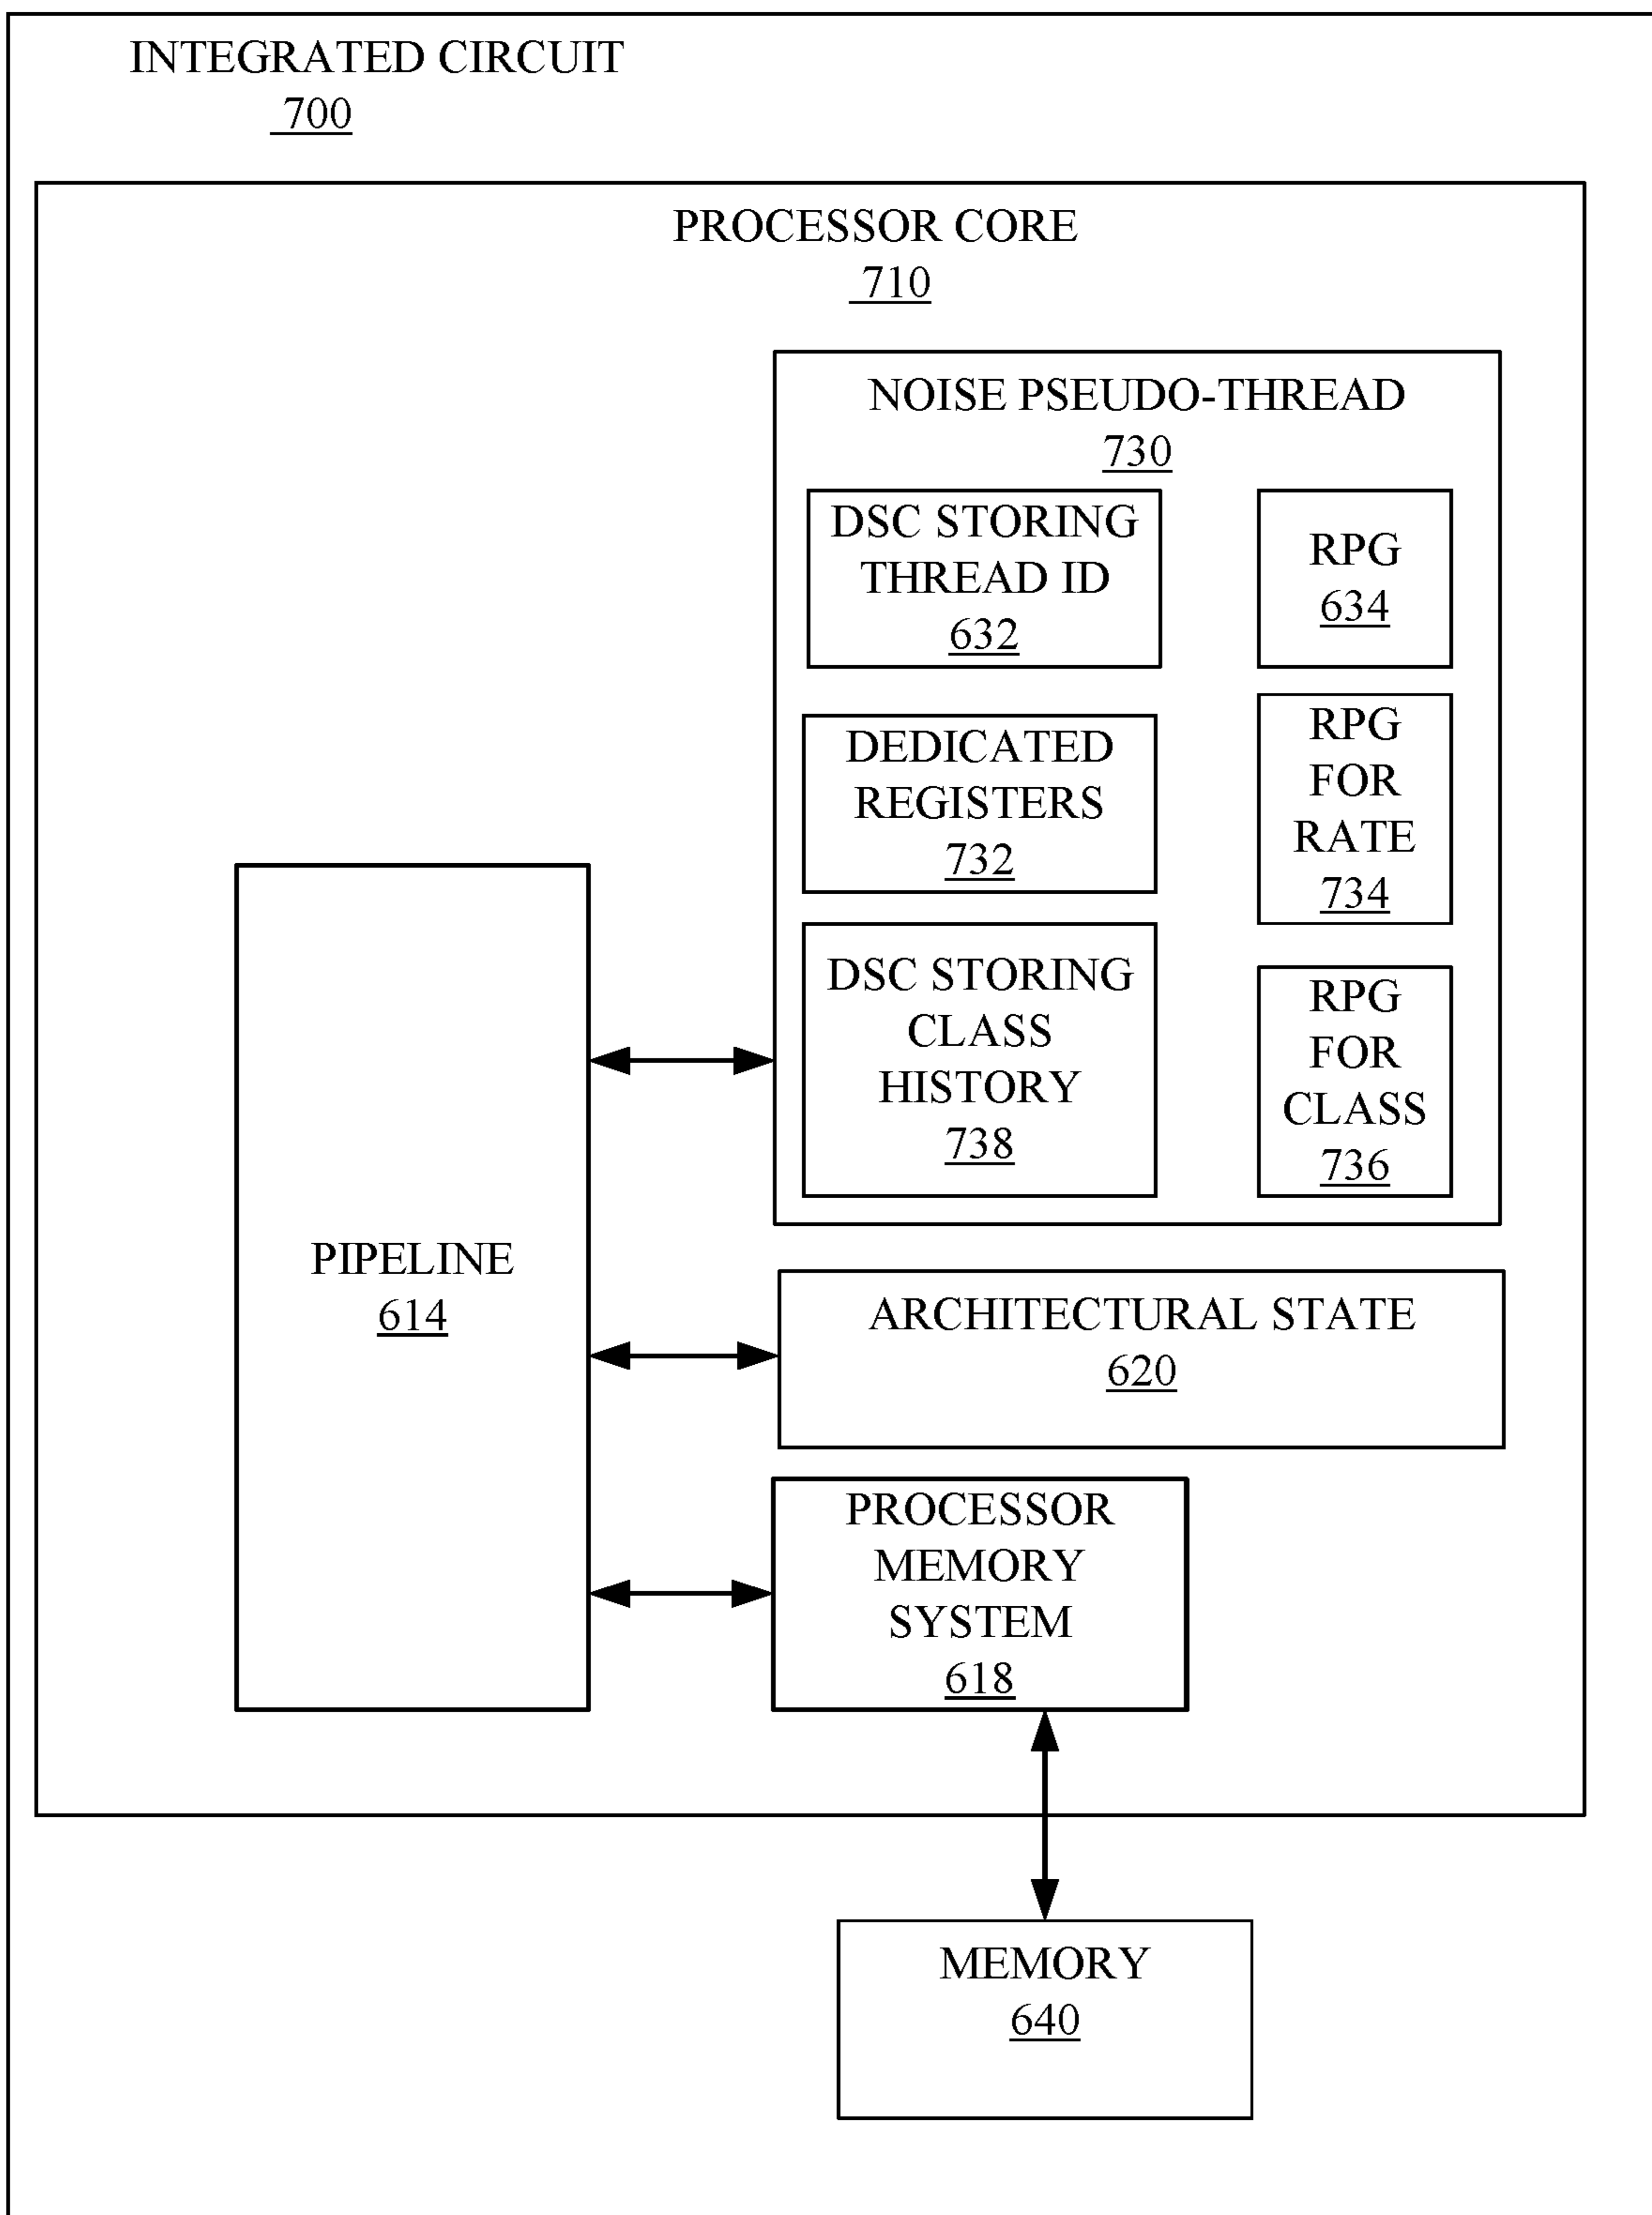 INTEGRATED CIRCUIT
700
PROCESSOR CORE
710
NOISE PSEUDO-THREAD
730
DSC STORING
THREAD ID
632
RPG
634
DEDICATED
REGISTERS
732
RPG
FOR
RATE
734
DSC STORING
CLASS
HISTORY
738
RPG
FOR
CLASS
736
PIPELINE
614
ARCHITECTURAL STATE
620
PROCESSOR
MEMORY
SYSTEM
618
MEMORY
640